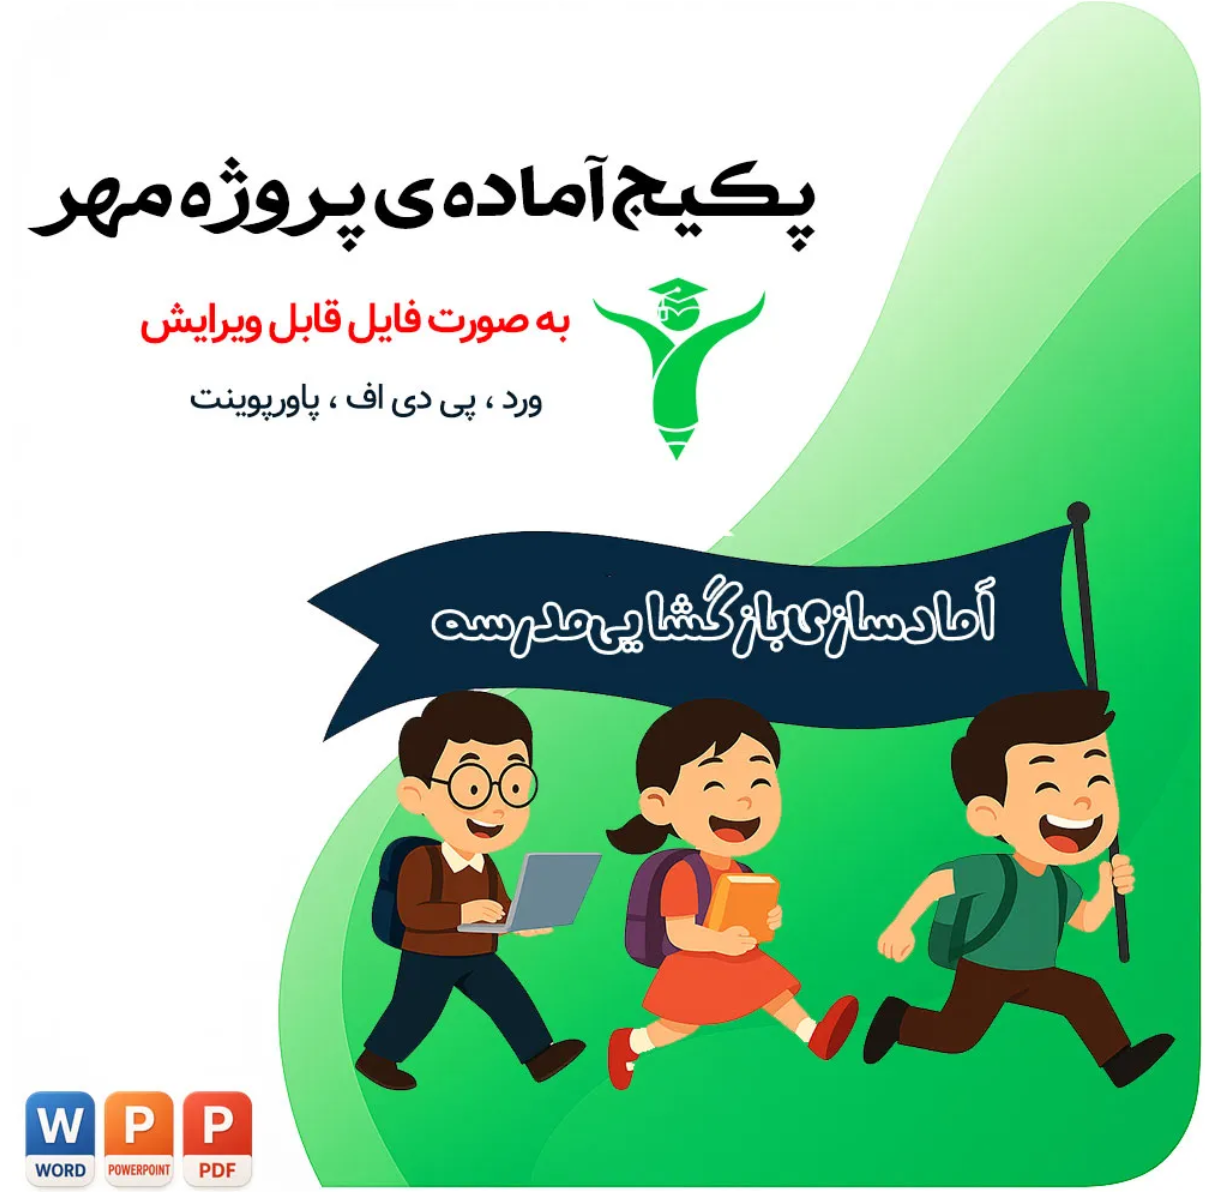 پکیج آماده ی پروژه مهر
به صورت فایل قابل ویرایش
ورد ، پی دی اف ، پاورپوینت
آمادسازی بازگشایی مدرسه
W P P
WORD POWERPOINT PDF